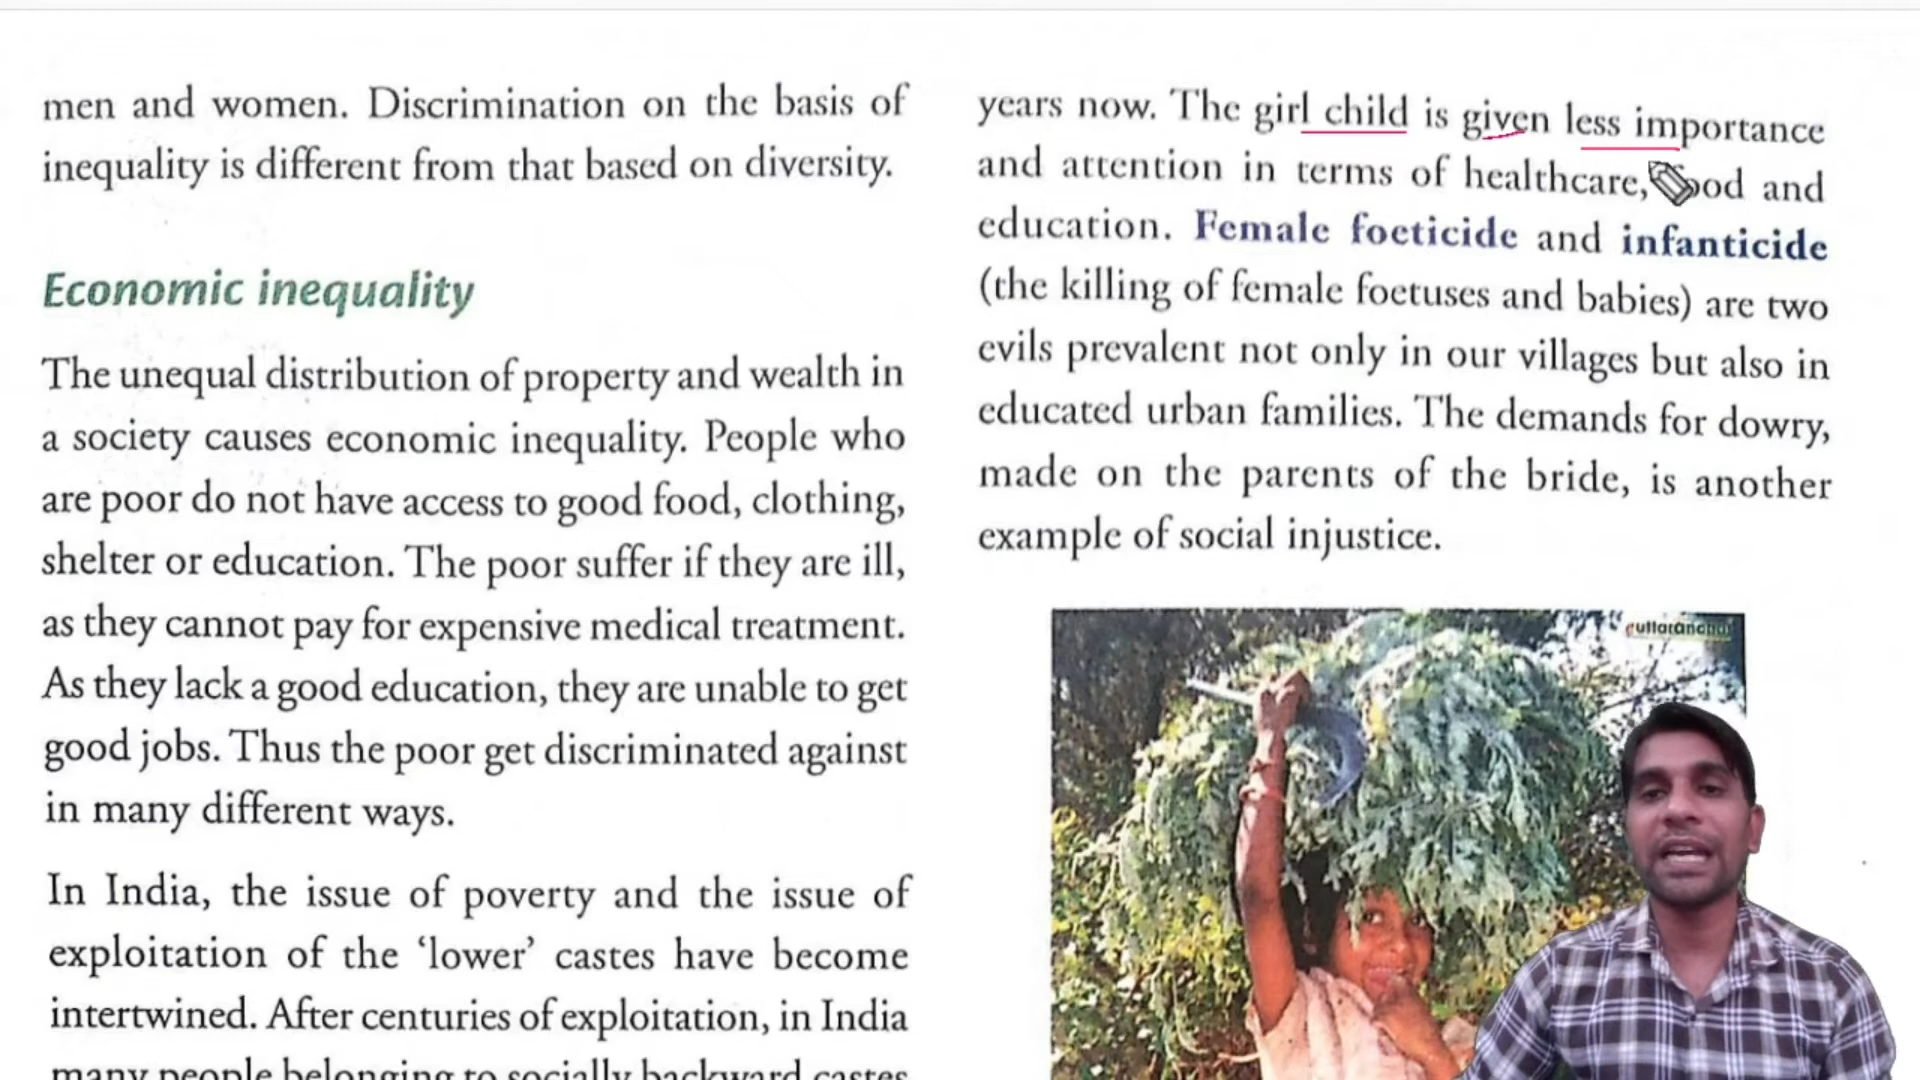 men and women. Discrimination on the basis of
inequality is different from that based on diversity.
Economic inequality
The unequal distribution of property and wealth in
a society causes economic inequality. People who
are poor do not have access to good food, clothing,
shelter or education. The poor suffer if they are ill,
as they cannot pay for expensive medical treatment.
As they lack a good education, they are unable to get
good jobs. Thus the poor get discriminated against
in many different ways.
In India, the issue of poverty and the issue of
exploitation of the ‘lower’ castes have become
intertwined. After centuries of exploitation, in India
many people belonging to socially backward castes
years now. The girl child is given less importance
and attention in terms of healthcare, food and
education. Female foeticide and infanticide
(the killing of female foetuses and babies) are two
evils prevalent not only in our villages but also in
educated urban families. The demands for dowry,
made on the parents of the bride, is another
example of social injustice.